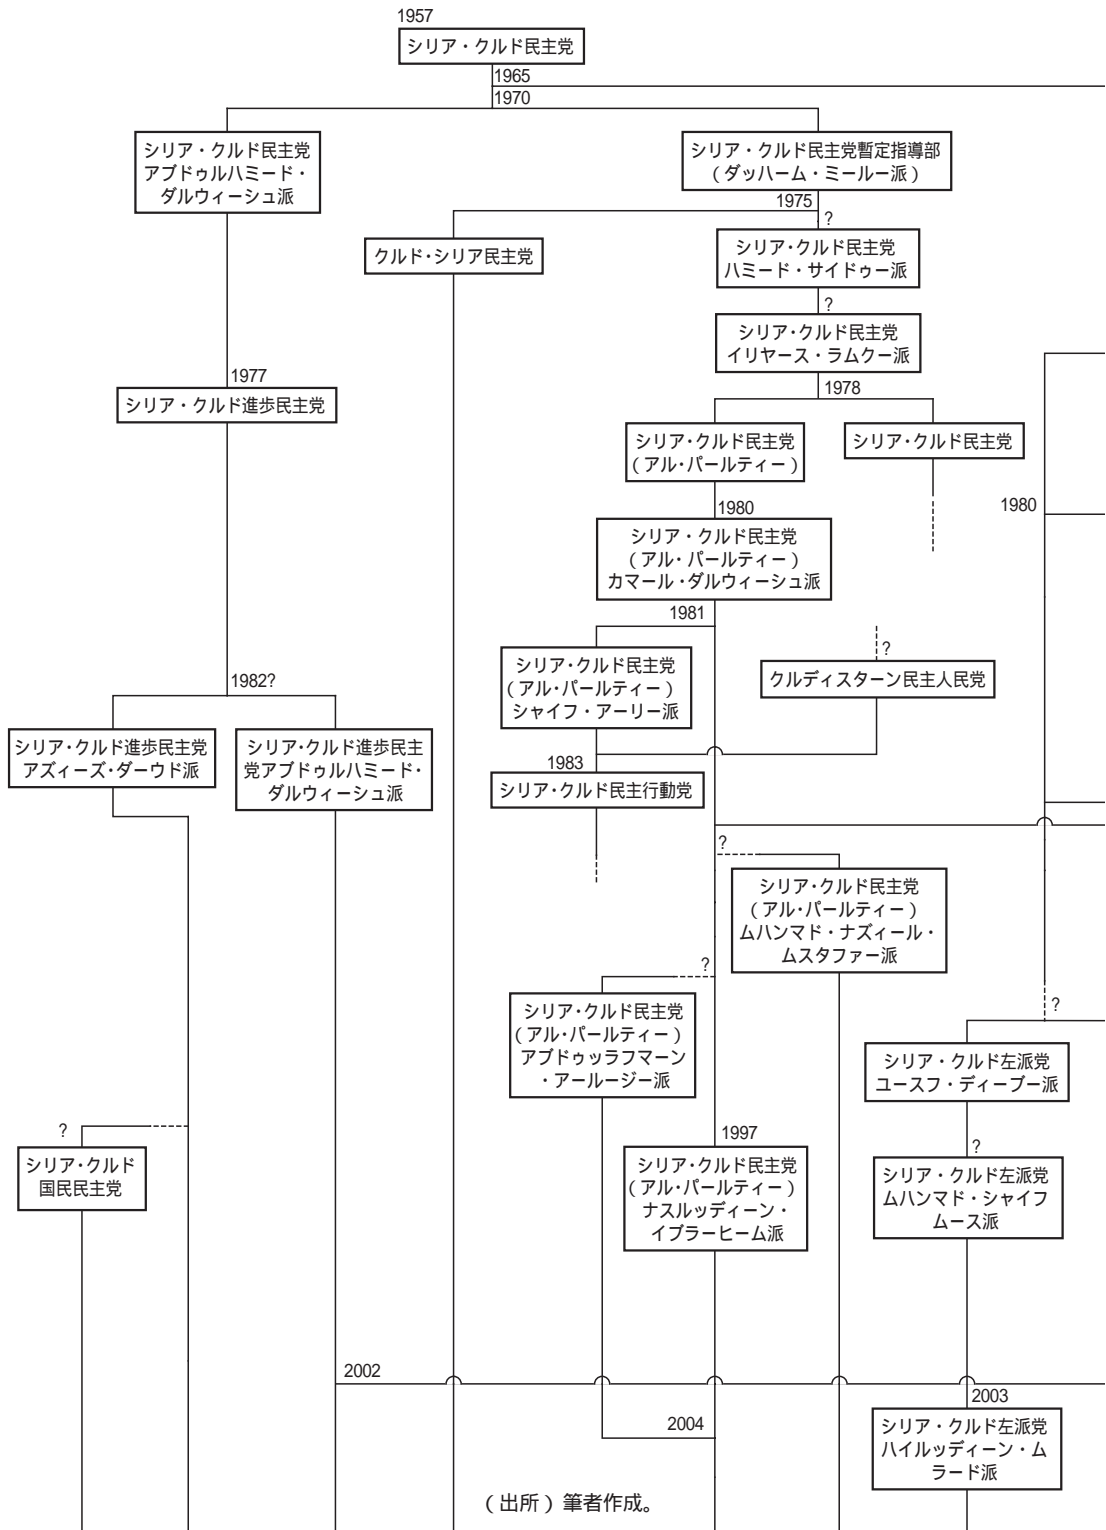 1957
シリア・クルド民主党
1965
1970
シリア・クルド民主党
アブドゥルハミード・
ダルウィーシュ派
シリア・クルド民主党暫定指導部
（ダッハーム・ミールー派）
1975
クルド・シリア民主党
?
シリア・クルド民主党
ハミード・サイドゥー派
?
シリア・クルド民主党
イリヤース・ラムクー派
1977
シリア・クルド進歩民主党
1978
シリア・クルド民主党
（アル・パールティー）
シリア・クルド民主党
1980
シリア・クルド民主党
（アル・パールティー）
カマール・ダルウィーシュ派
1980
1981
シリア・クルド民主党
（アル・パールティー）
シャイフ・アーリー派
?
クルディスターン民主人民党
1982?
シリア・クルド進歩民主党
アズィーズ・ダーウド派
シリア・クルド進歩民主
党アブドゥルハミード・
ダルウィーシュ派
1983
シリア・クルド民主行動党
?
シリア・クルド民主党
（アル・パールティー）
ムハンマド・ナズィール・
ムスタファー派
?
シリア・クルド民主党
（アル・パールティー）
アブドゥッラフマーン
・アールージー派
?
シリア・クルド左派党
ユースフ・ディーブー派
?
シリア・クルド
国民民主党
1997
シリア・クルド民主党
（アル・パールティー）
ナスルッディーン・
イブラーヒーム派
?
シリア・クルド左派党
ムハンマド・シャイフ
ムース派
2002
2003
シリア・クルド左派党
ハイルッディーン・ム
ラード派
2004
（出所）筆者作成。